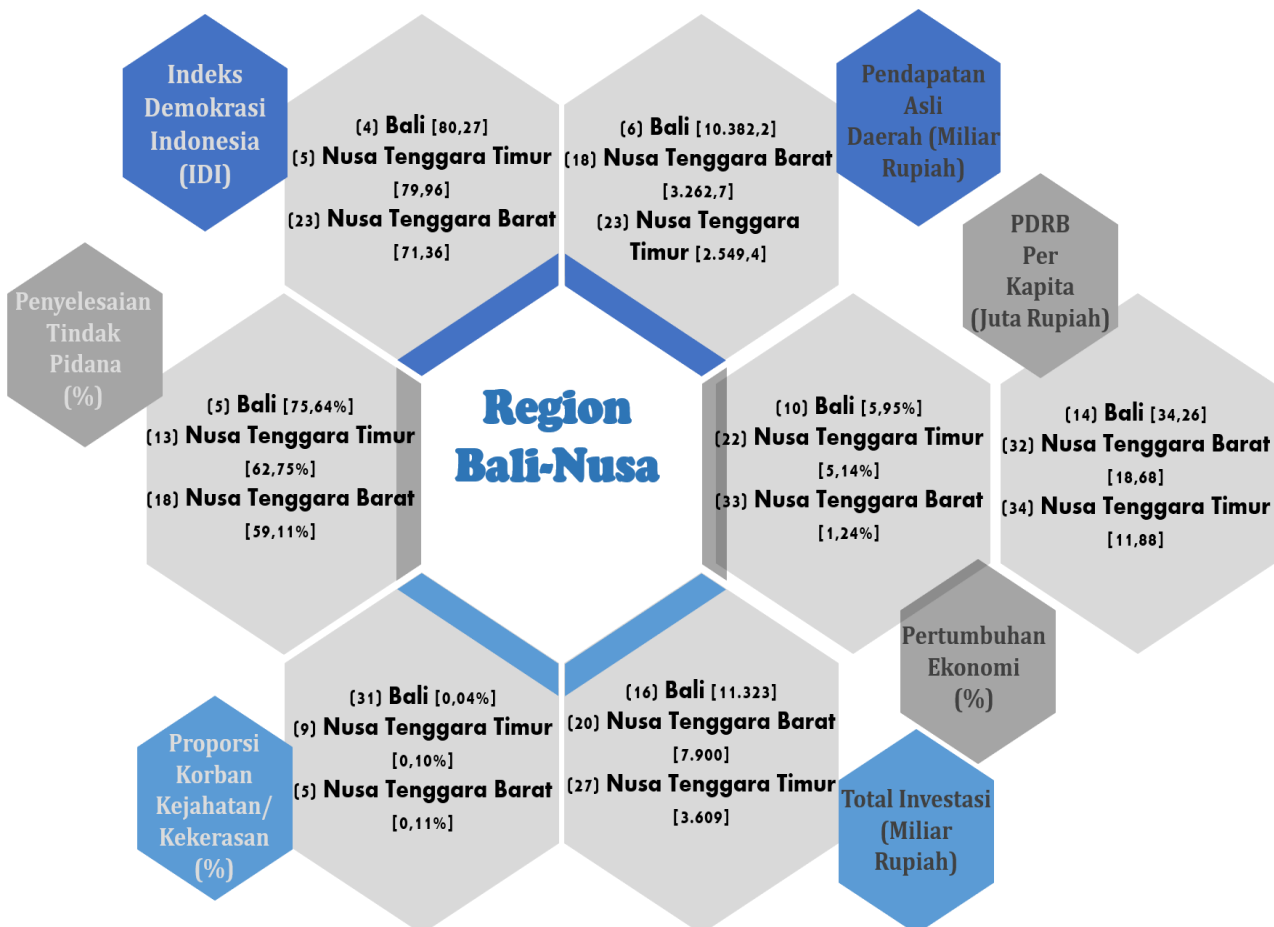 Indeks
Demokrasi
Indonesia
(IDI)
(4) Bali [80,27]
(5) Nusa Tenggara Timur
[79,96]
(23) Nusa Tenggara Barat
[71,36]
(6) Bali [10.382,2]
(18) Nusa Tenggara Barat
[3.262,7]
(23) Nusa Tenggara
Timur [2.549,4]
Pendapatan
Asli
Daerah (Miliar
Rupiah)
PDRB
Per
Kapita
(Juta Rupiah)
Penyelesaian
Tindak
Pidana
(%)
(5) Bali [75,64%]
(13) Nusa Tenggara Timur
[62,75%]
(18) Nusa Tenggara Barat
[59,11%]
Region
Bali-Nusa
(10) Bali [5,95%]
(22) Nusa Tenggara Timur
[5,14%]
(33) Nusa Tenggara Barat
[1,24%]
(14) Bali [34,26]
(32) Nusa Tenggara Barat
[18,68]
(34) Nusa Tenggara Timur
[11,88]
Pertumbuhan
Ekonomi
(%)
Proporsi
Korban
Kejahatan/
Kekerasan
(%)
(31) Bali [0,04%]
(9) Nusa Tenggara Timur
[0,10%]
(5) Nusa Tenggara Barat
[0,11%]
(16) Bali [11.323]
(20) Nusa Tenggara Barat
[7.900]
(27) Nusa Tenggara Timur
[3.609]
Total Investasi
(Miliar
Rupiah)